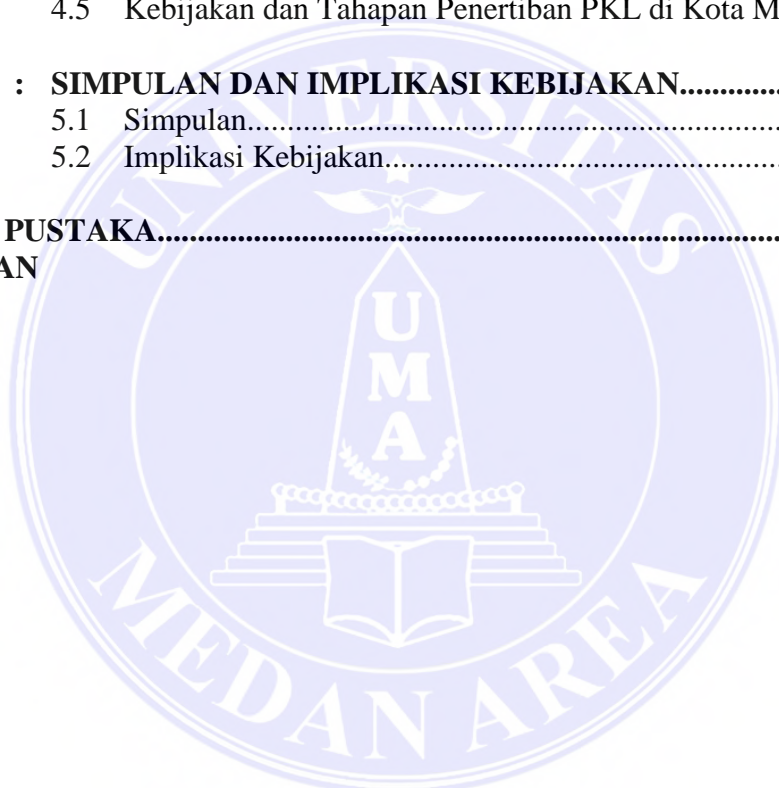 4.5 Kebijakan dan Tahapan Penertiban PKL di Kota M
: SIMPULAN DAN IMPLIKASI KEBIJAKAN.............
5.1 Simpulan..................................................................
5.2 Implikasi Kebijakan................................................
PUSTAKA.............................................................................
AN
UNIVERSITAS
UMA
MEDAN AREA